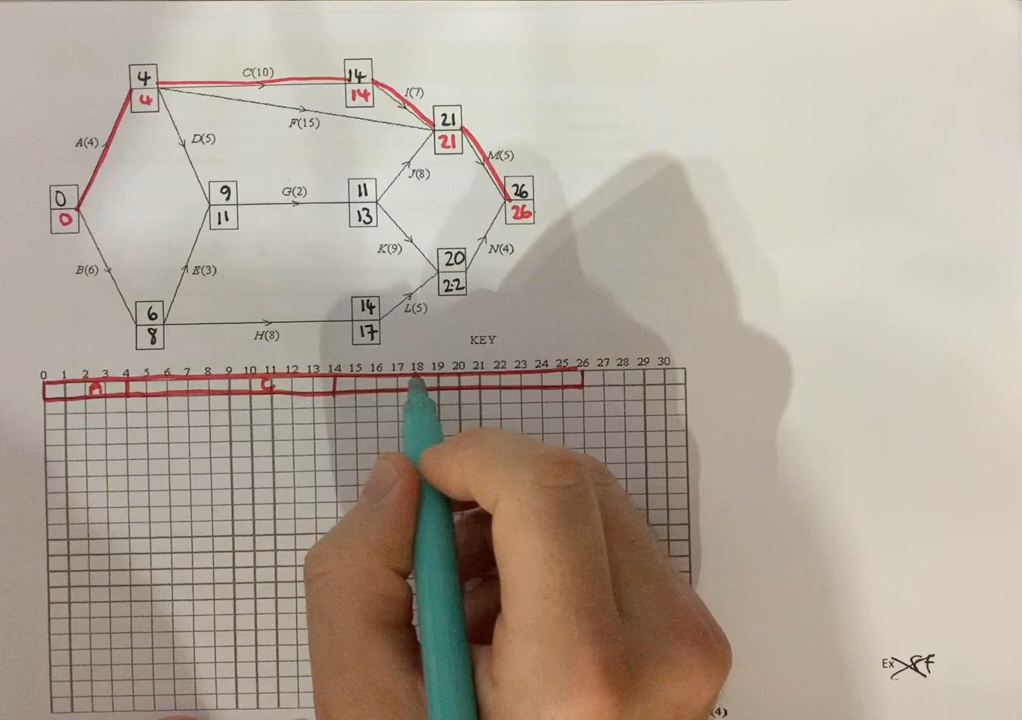 4 C(10) 14
4 14 I(7)
F(15) 21
A(4) D(5) 21 M(5)
J(8)
0 9 G(2) 11 26
0 11 13 26
K(9) N(4)
B(6) E(3) 20
22
6 14 L(5)
8 H(8) 17
KEY
0 1 2 3 4 5 6 7 8 9 10 11 12 13 14 15 16 17 18 19 20 21 22 23 24 25 26 27 28 29 30
A C
Ex 8F
(4)